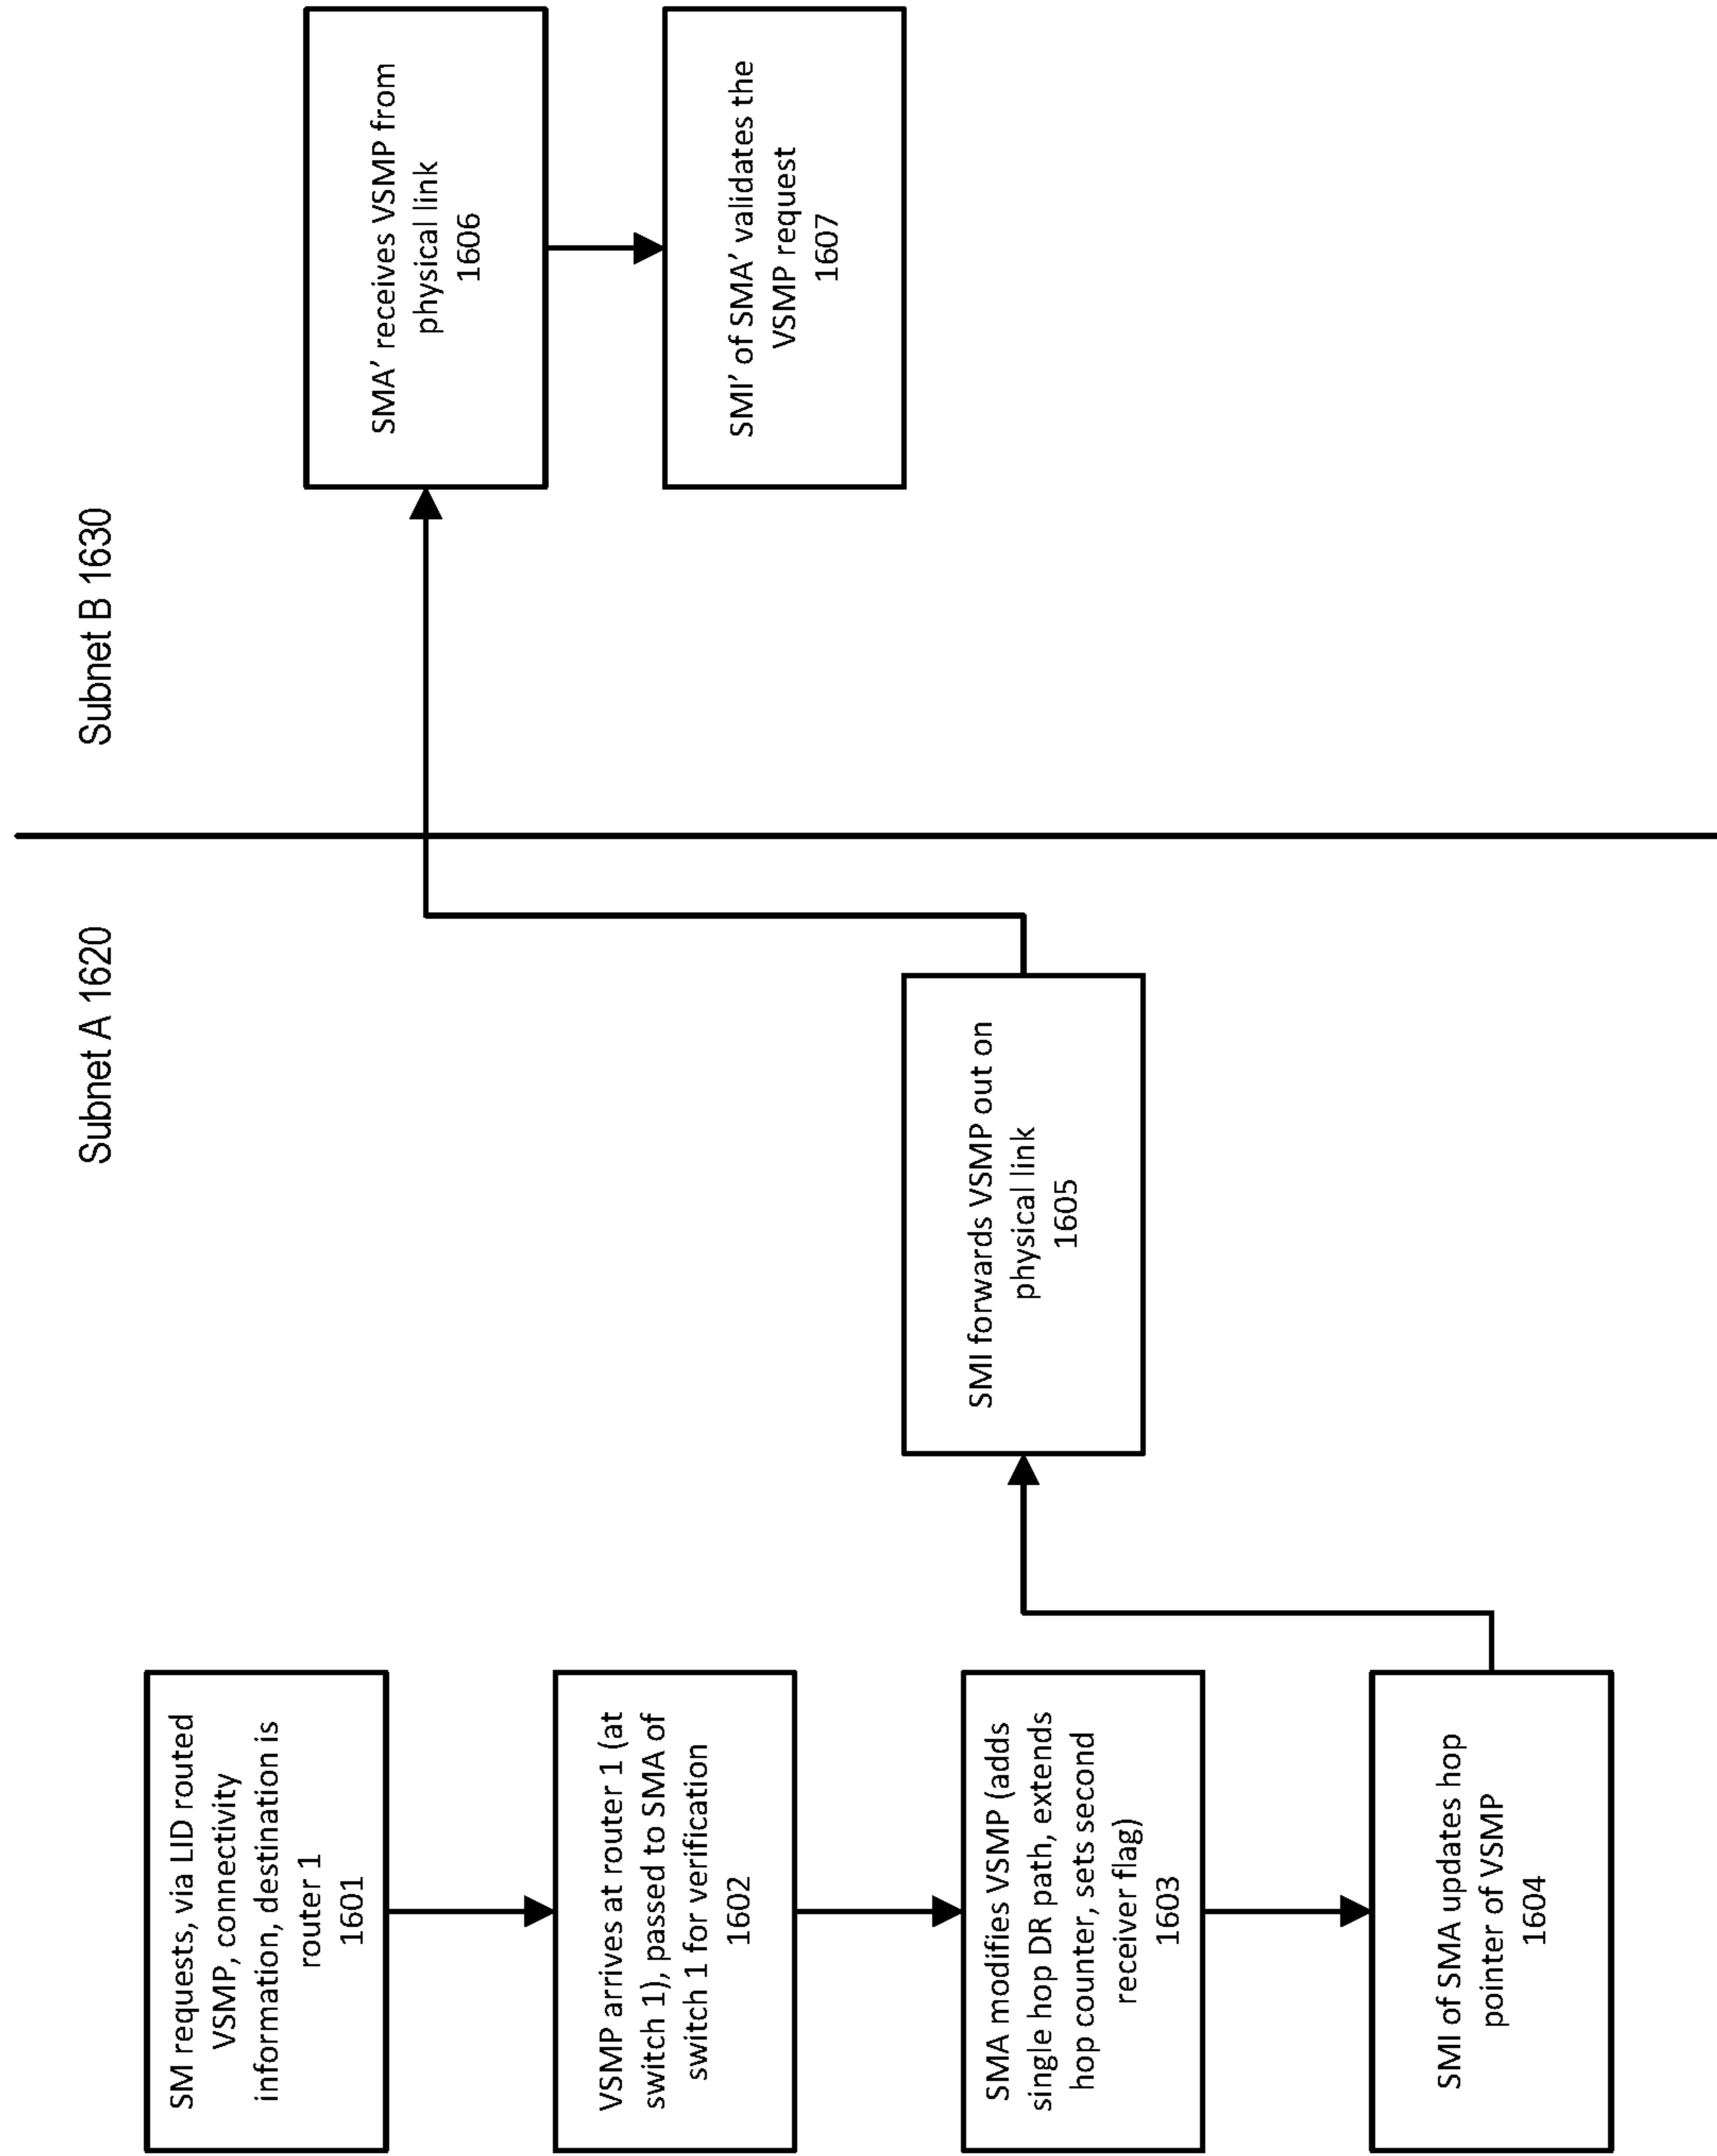 Subnet A 1620
Subnet B 1630
SM requests, via LID routed
VSMP, connectivity
information, destination is
router 1
1601
VSMP arrives at router 1 (at
switch 1), passed to SMA of
switch 1 for verification
1602
SMA modifies VSMP (adds
single hop DR path, extends
hop counter, sets second
receiver flag)
1603
SMI of SMA updates hop
pointer of VSMP
1604
SMI forwards VSMP out on
physical link
1605
SMA’ receives VSMP from
physical link
1606
SMI’ of SMA’ validates the
VSMP request
1607